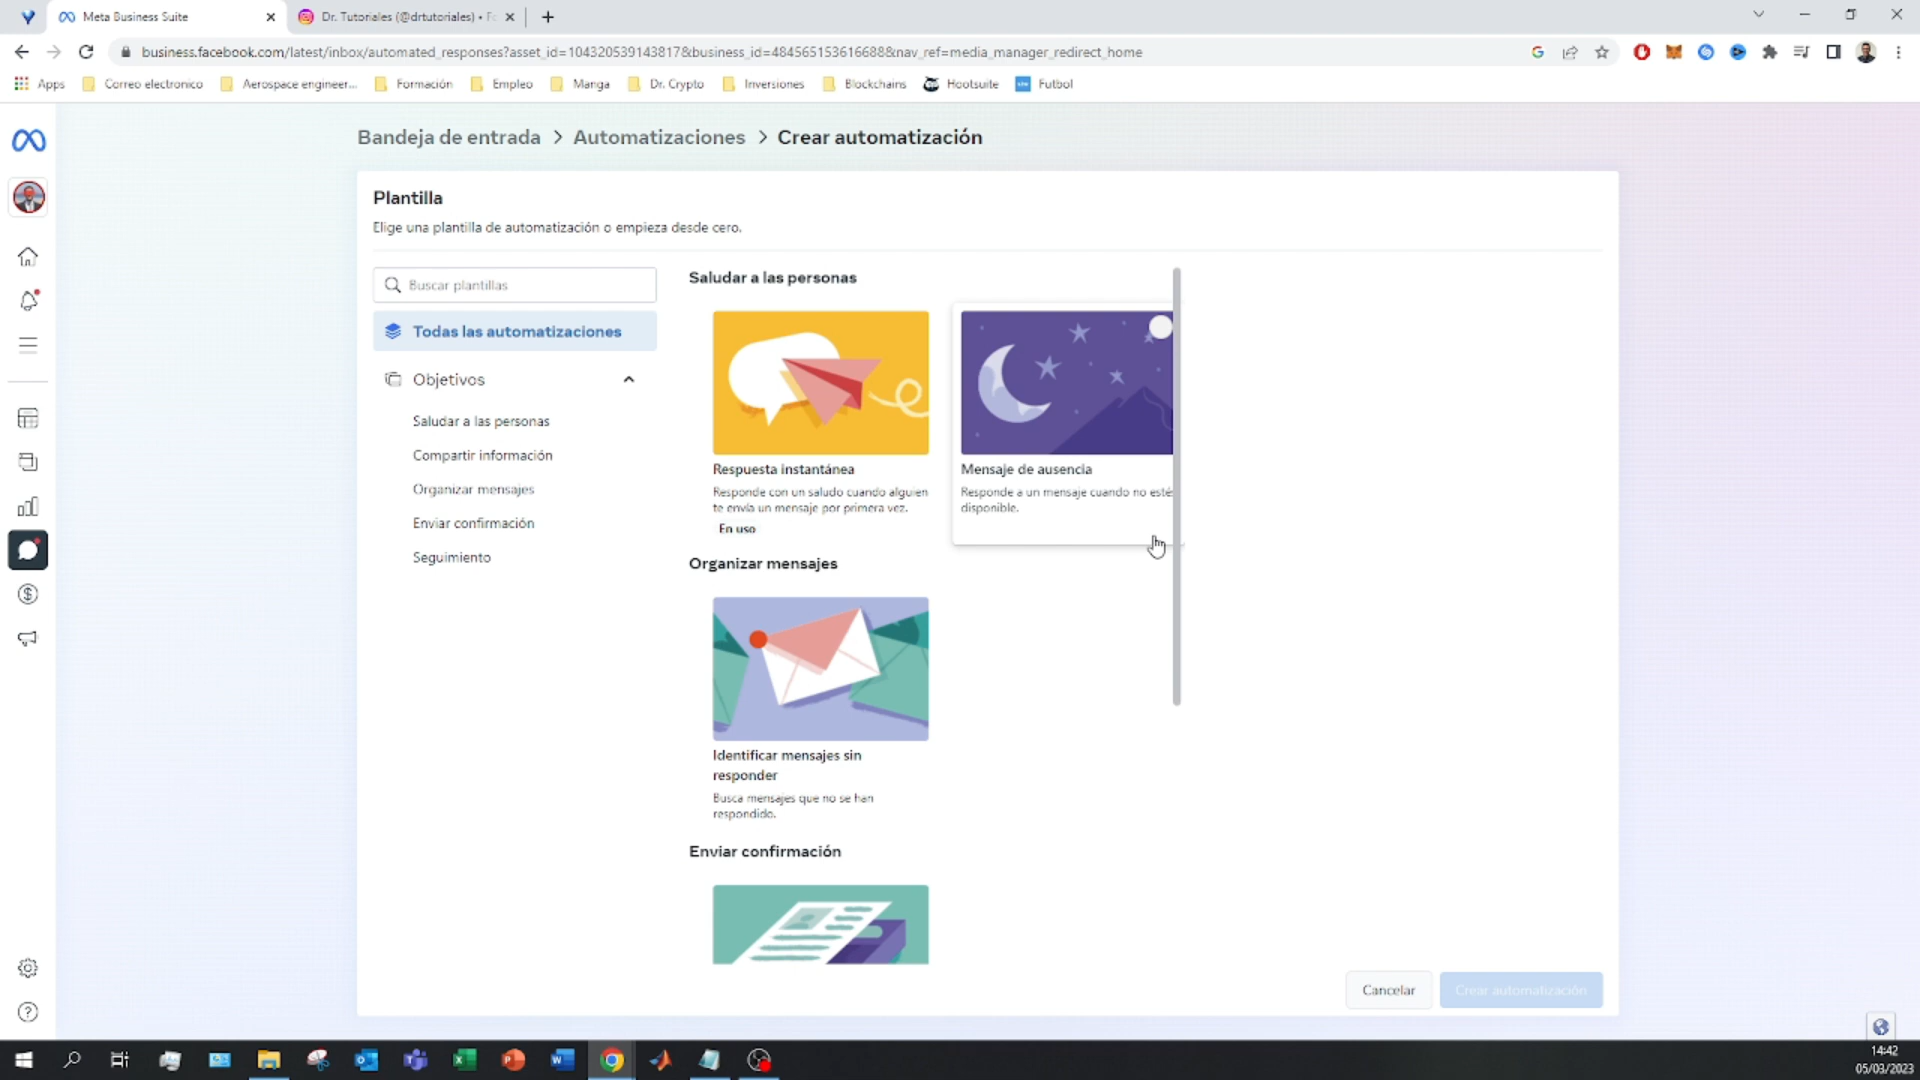 Meta Business Suite
Dr. Tutoriales (@drtutoriales) • Fo
business.facebook.com/latest/inbox/automated_responses?asset_id=104320539143817&business_id=484565153616688&nav_ref=media_manager_redirect_home
Apps
Correo electronico
Aerospace engineer...
Formación
Empleo
Manga
Dr. Crypto
Inversiones
Blockchains
Hootsuite
Futbol
Bandeja de entrada > Automatizaciones > Crear automatización
Plantilla
Elige una plantilla de automatización o empieza desde cero.
Buscar plantillas
Todas las automatizaciones
Objetivos
Saludar a las personas
Compartir información
Organizar mensajes
Enviar confirmación
Seguimiento
Saludar a las personas
Respuesta instantánea
Responde con un saludo cuando alguien
te envía un mensaje por primera vez.
En uso
Mensaje de ausencia
Responde a un mensaje cuando no estés
disponible.
Organizar mensajes
Identificar mensajes sin
responder
Busca mensajes que no se han
respondido.
Enviar confirmación
Cancelar
Crear automatización
14:42
05/03/2023